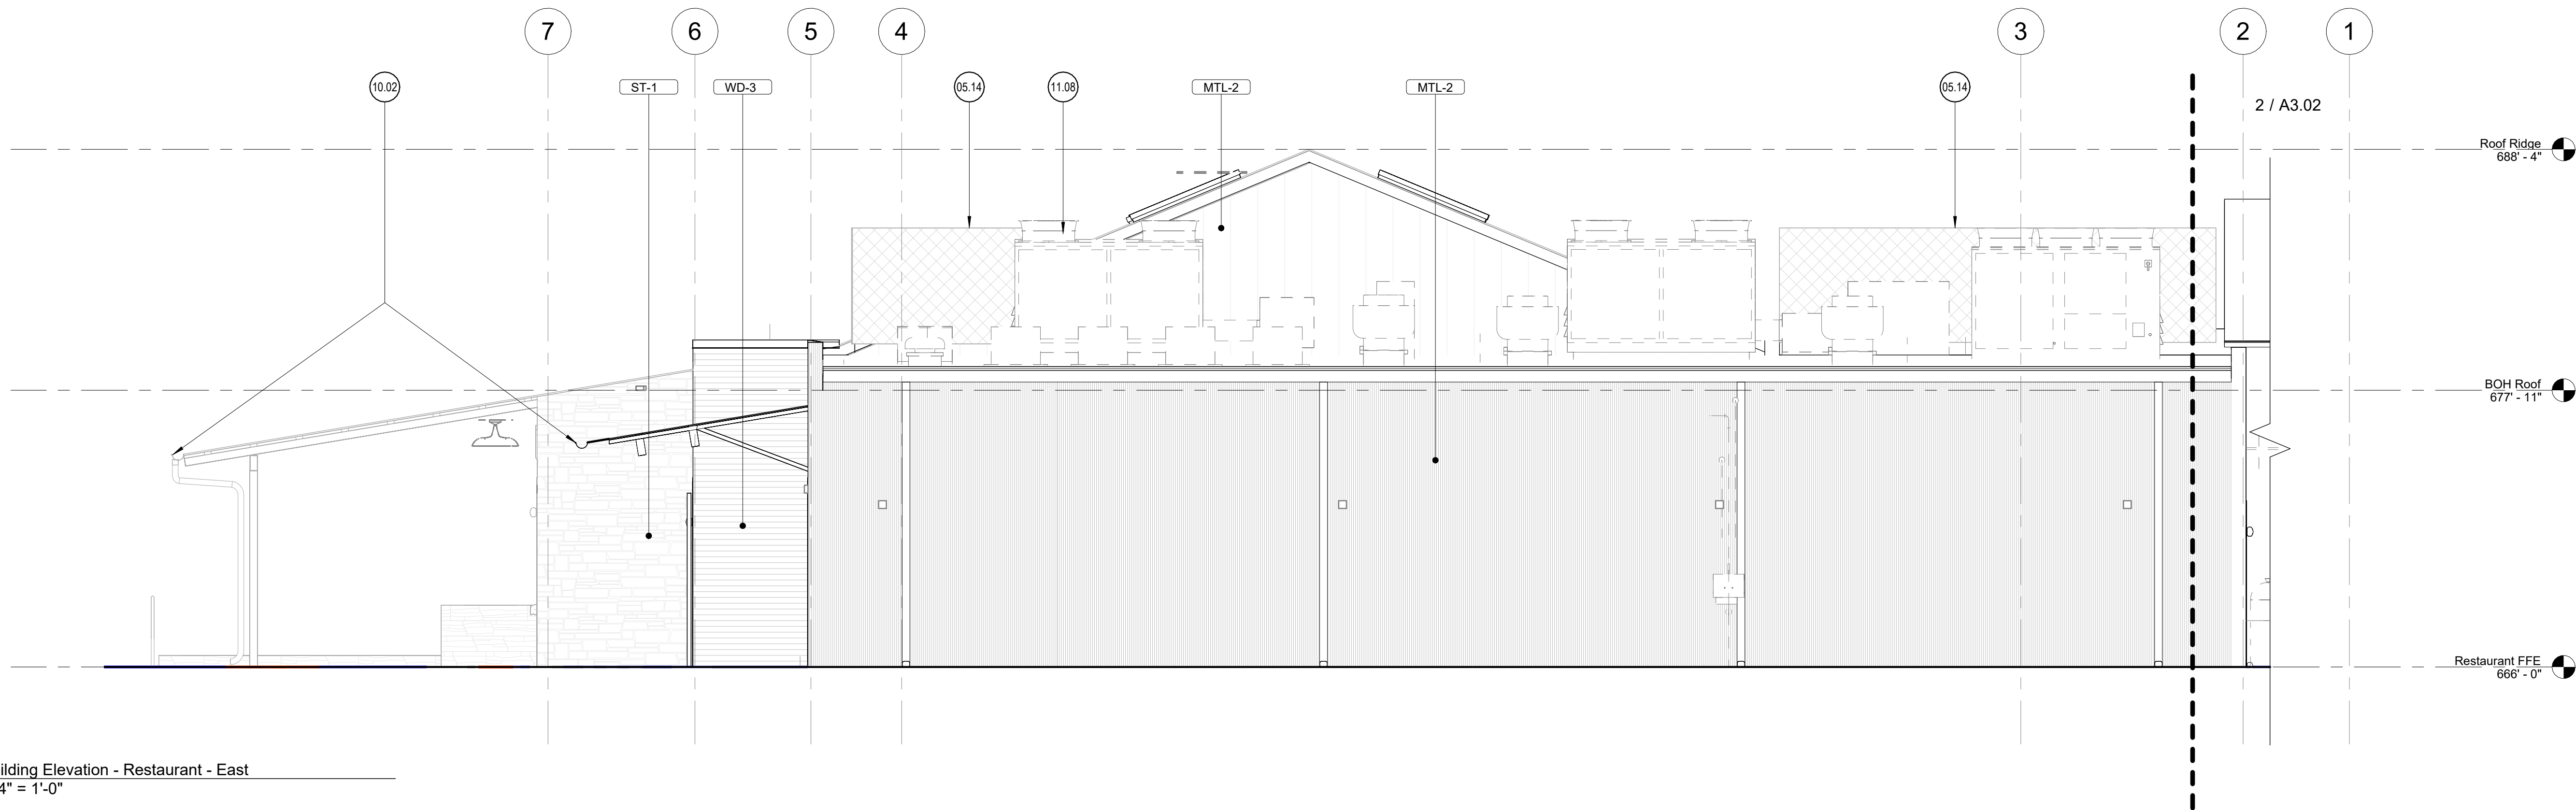 7
6
5
4
3
2
1
10.02
ST-1
WD-3
05.14
11.08
MTL-2
MTL-2
05.14
2 / A3.02
Roof Ridge
688' - 4"
BOH Roof
677' - 11"
Restaurant FFE
666' - 0"
ilding Elevation - Restaurant - East
4" = 1'-0"